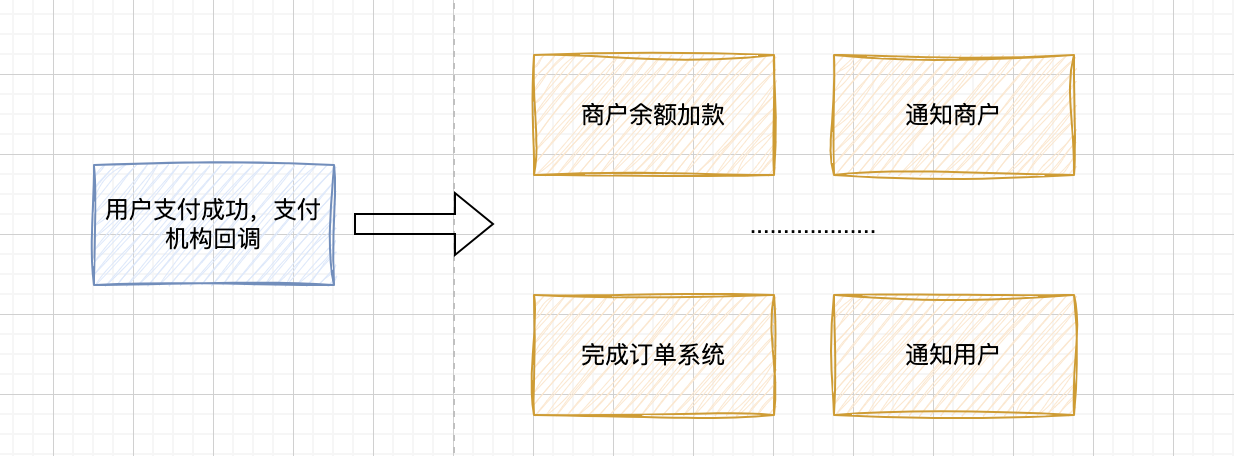 用户支付成功，支付
机构回调
商户余额加款
通知商户
...................
完成订单系统
通知用户